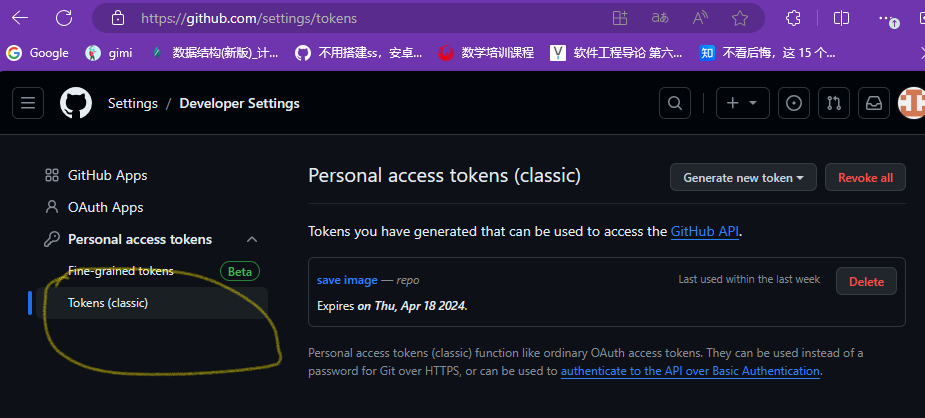 https://github.com/settings/tokens
Google gimi 数据结构(新版)_计... 不用搭建ss，安卓... 数学培训课程 软件工程导论 第六... 知 不看后悔，这 15 个...
Settings / Developer Settings
GitHub Apps
OAuth Apps
Personal access tokens
Fine-grained tokens Beta
Tokens (classic)
Personal access tokens (classic) Generate new token Revoke all
Tokens you have generated that can be used to access the GitHub API.
save image — repo Last used within the last week Delete
Expires on Thu, Apr 18 2024.
Personal access tokens (classic) function like ordinary OAuth access tokens. They can be used instead of a
password for Git over HTTPS, or can be used to authenticate to the API over Basic Authentication.